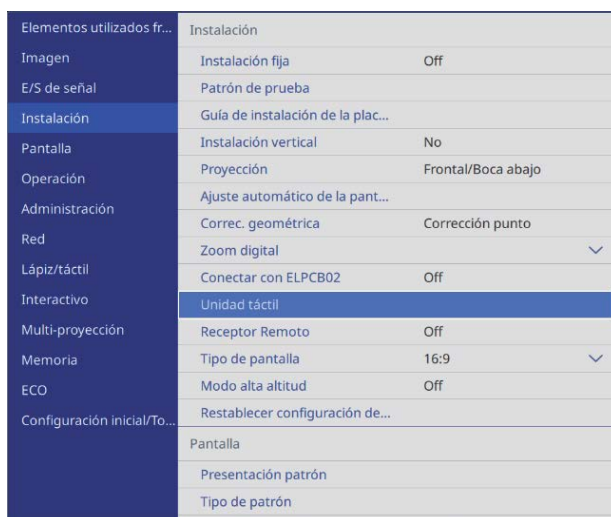 Elementos utilizados fr...
Imagen
E/S de señal
Instalación
Pantalla
Operación
Administración
Red
Lápiz/táctil
Interactivo
Multi-proyección
Memoria
ECO
Configuración inicial/To...
Instalación
Instalación fija Off
Patrón de prueba
Guía de instalación de la plac...
Instalación vertical No
Proyección Frontal/Boca abajo
Ajuste automático de la pant...
Correc. geométrica Corrección punto
Zoom digital
Conectar con ELPCB02 Off
Unidad táctil
Receptor Remoto Off
Tipo de pantalla 16:9
Modo alta altitud Off
Restablecer configuración de...
Pantalla
Presentación patrón
Tipo de patrón